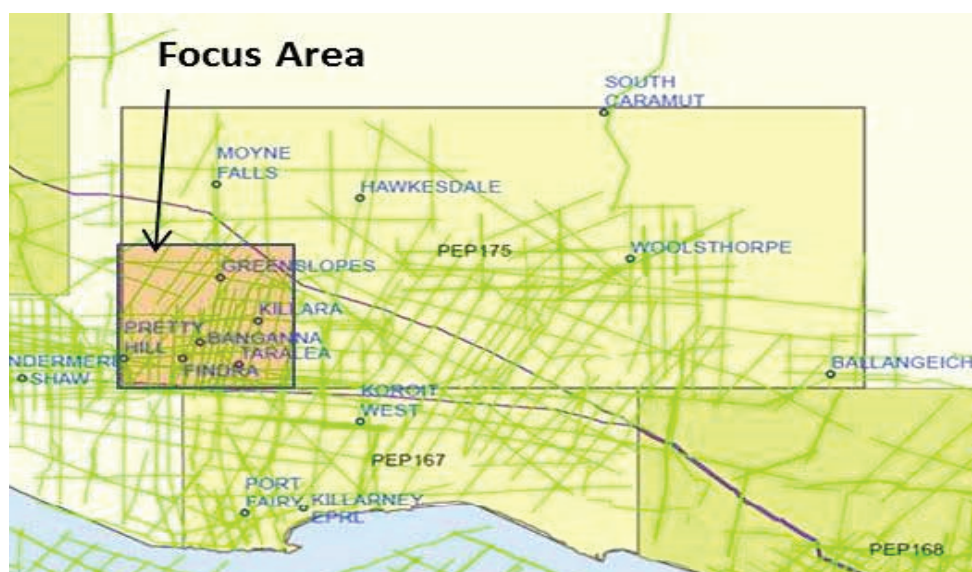 Focus Area
SOUTH
CARAMUT
MOYNE
FALLS
HAWKESDALE
PEP175
WOOLSTHORPE
GREENSLOPES
KILLARA
PRETTY
HILL
BANGANNA
TARALEA
FINDRA
NDERMERE
SHAW
BALLANGEICH
KOROIT
WEST
PEP167
PORT
FAIRY
KILLARNEY
EPRL
PEP168